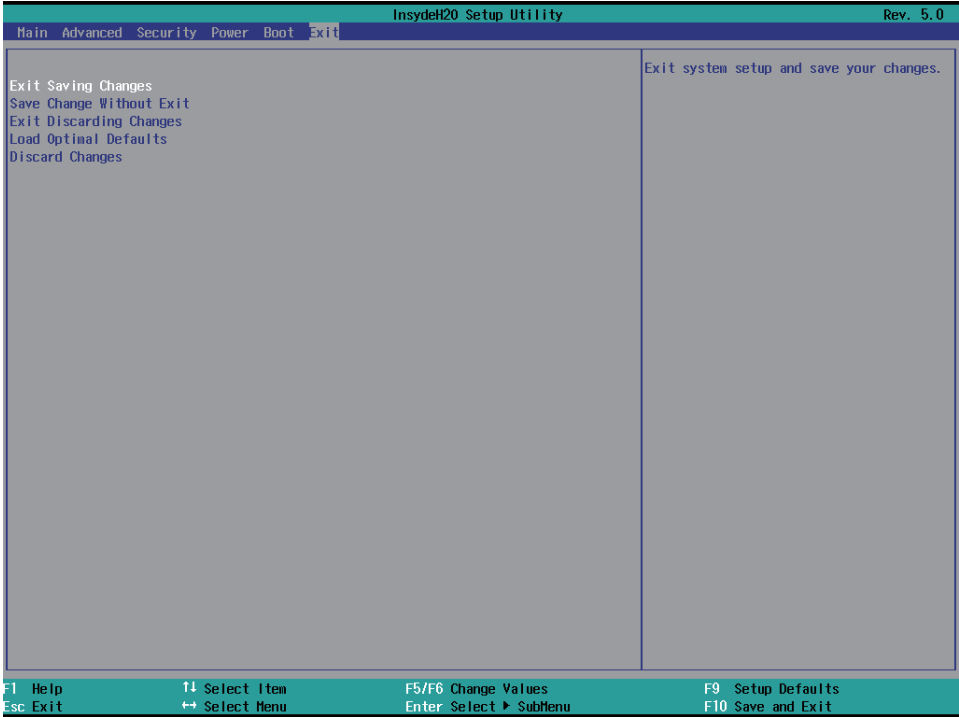 InsydeH20 Setup Utility Rev. 5.0
Main Advanced Security Power Boot Exit
Exit Saving Changes
Save Change Without Exit
Exit Discarding Changes
Load Optimal Defaults
Discard Changes
Exit system setup and save your changes.
F1 Help ↑↓ Select Item F5/F6 Change Values F9 Setup Defaults
Esc Exit ↔ Select Menu Enter Select ▶ SubMenu F10 Save and Exit